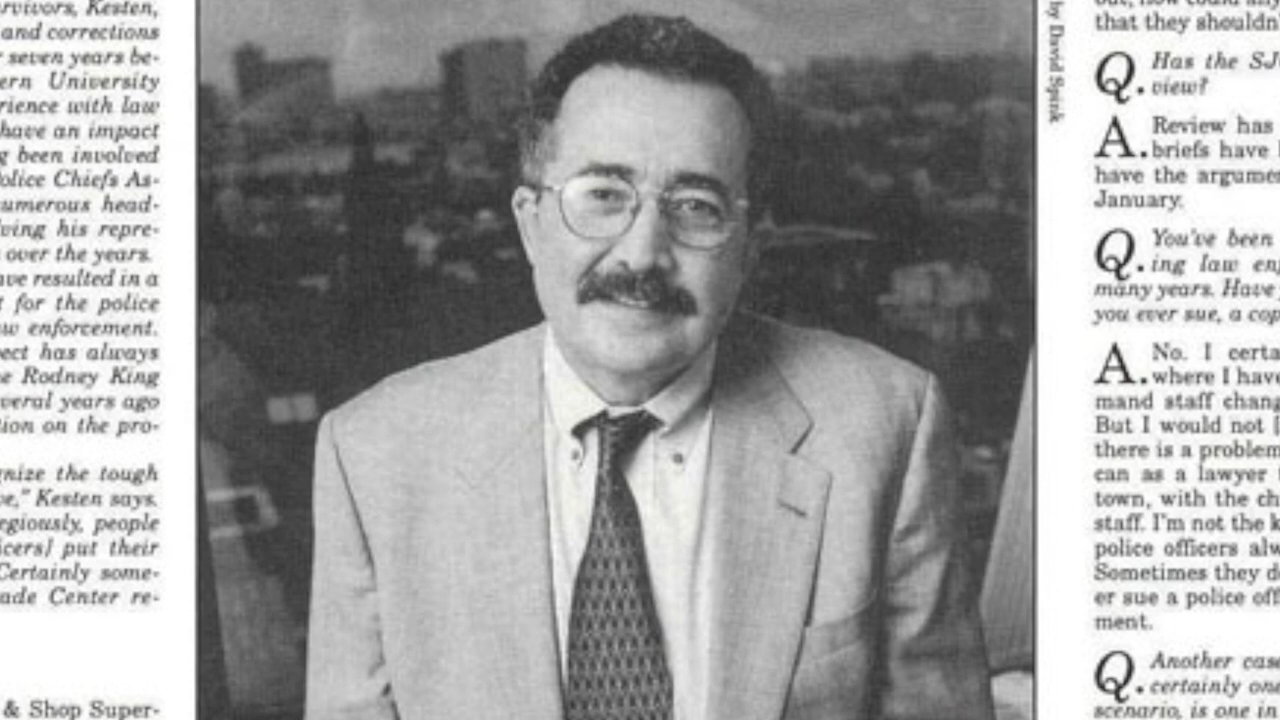 rvivors, Kesten,
and corrections
seven years be-
ern University
rience with law
have an impact
g been involved
olice Chiefs As-
umerous head-
ving his repre-
over the years.
ve resulted in a
t for the police
w enforcement.
ect has always
e Rodney King
veral years ago
tion on the pro-
gnize the tough
ve," Kesten says.
egiously, people
icers] put their
Certainly some-
ade Center re-
& Shop Super-
by David Spink
that they shouldn
Q. Has the SJ
view?
A. Review has
briefs have
have the argume
January.
Q. You've been
ing law en
many years. Have
you ever sue, a cop
A. No. I certa
where I have
mand staff chang
But I would not [
there is a problem
can as a lawyer
town, with the ch
staff. I'm not the k
police officers alw
Sometimes they d
er sue a police off
ment.
Q. Another case
certainly one
scenario, is one in